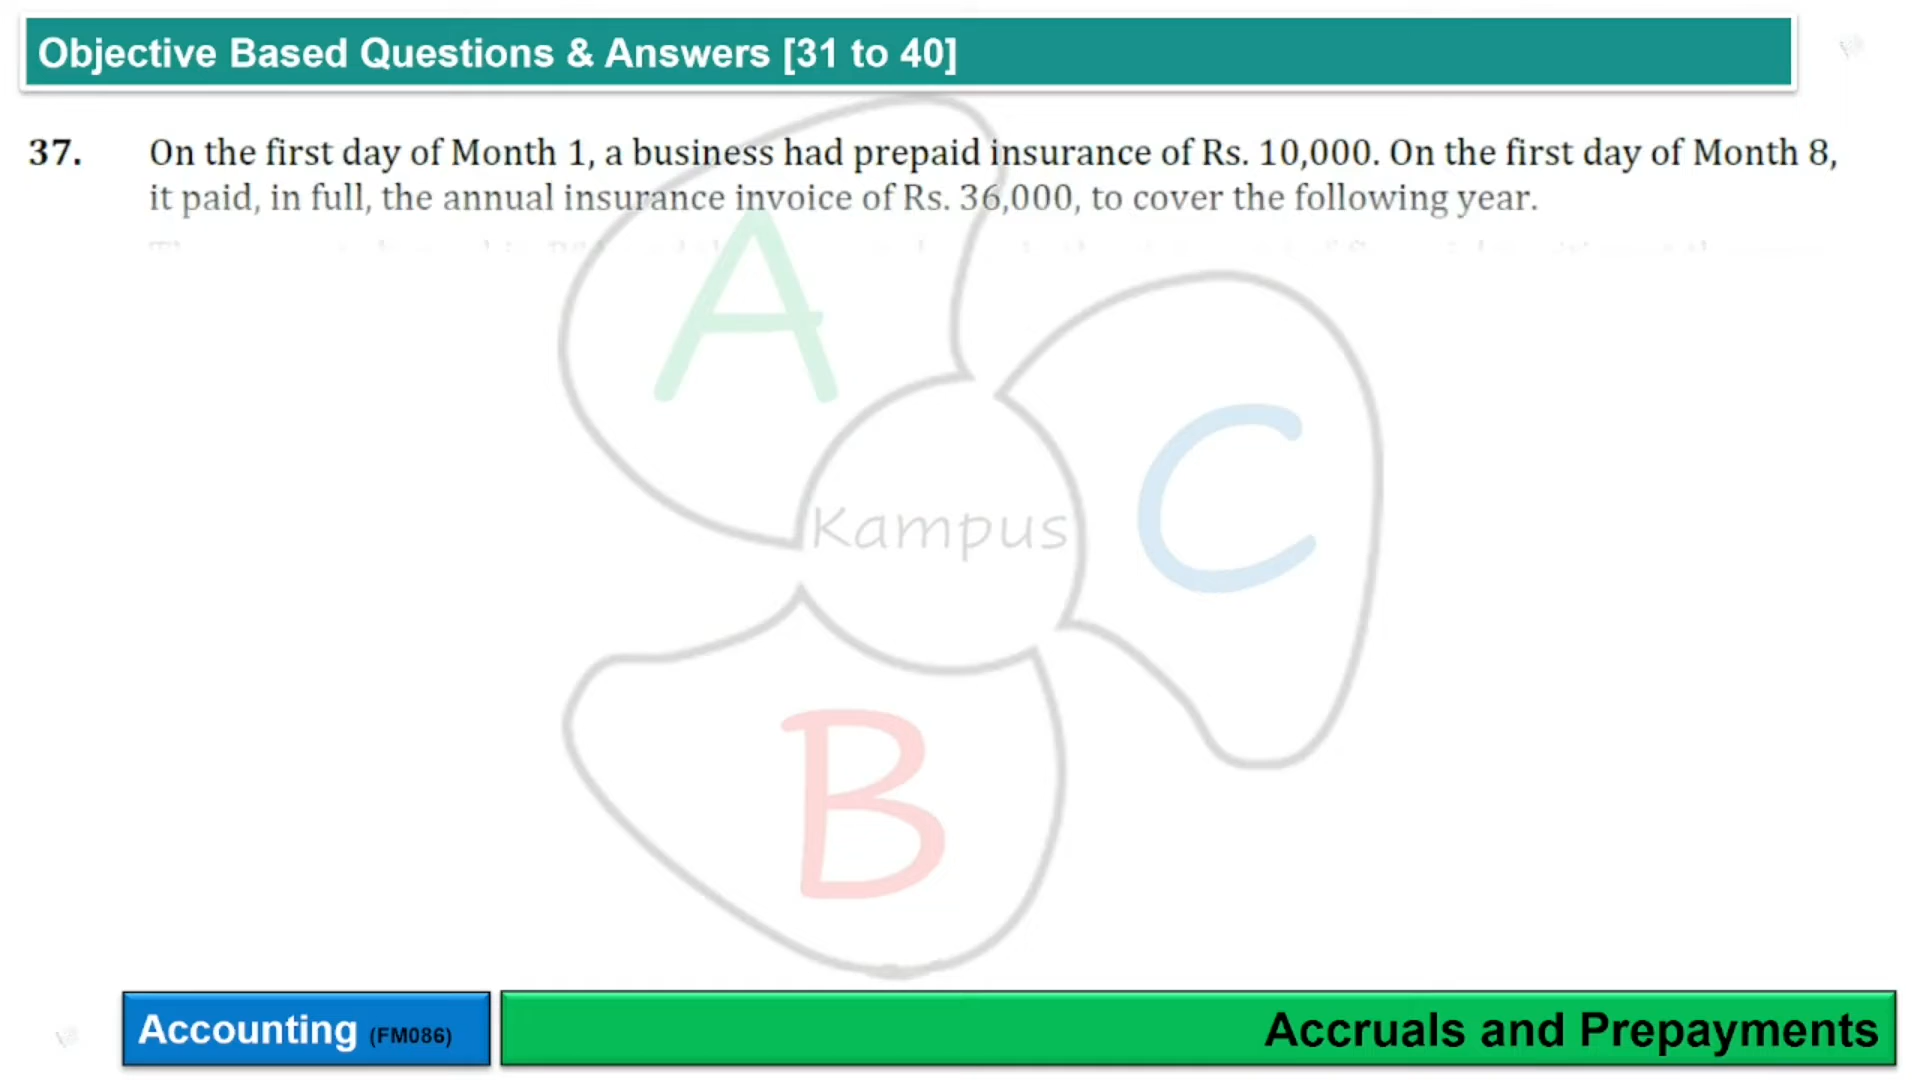 Objective Based Questions & Answers [31 to 40]
37. On the first day of Month 1, a business had prepaid insurance of Rs. 10,000. On the first day of Month 8,
it paid, in full, the annual insurance invoice of Rs. 36,000, to cover the following year.
A
C
Kampus
B
Accounting (FM086)
Accruals and Prepayments